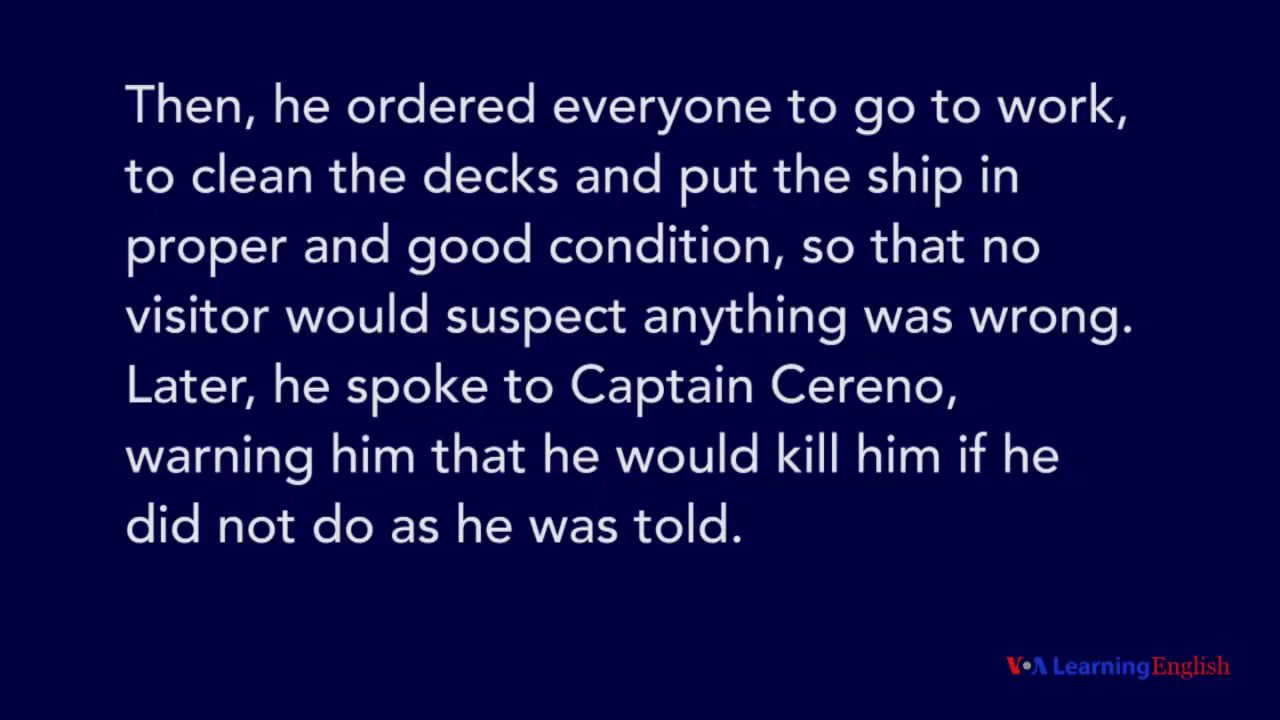 Then, he ordered everyone to go to work,
to clean the decks and put the ship in
proper and good condition, so that no
visitor would suspect anything was wrong.
Later, he spoke to Captain Cereno,
warning him that he would kill him if he
did not do as he was told.
VOA Learning English